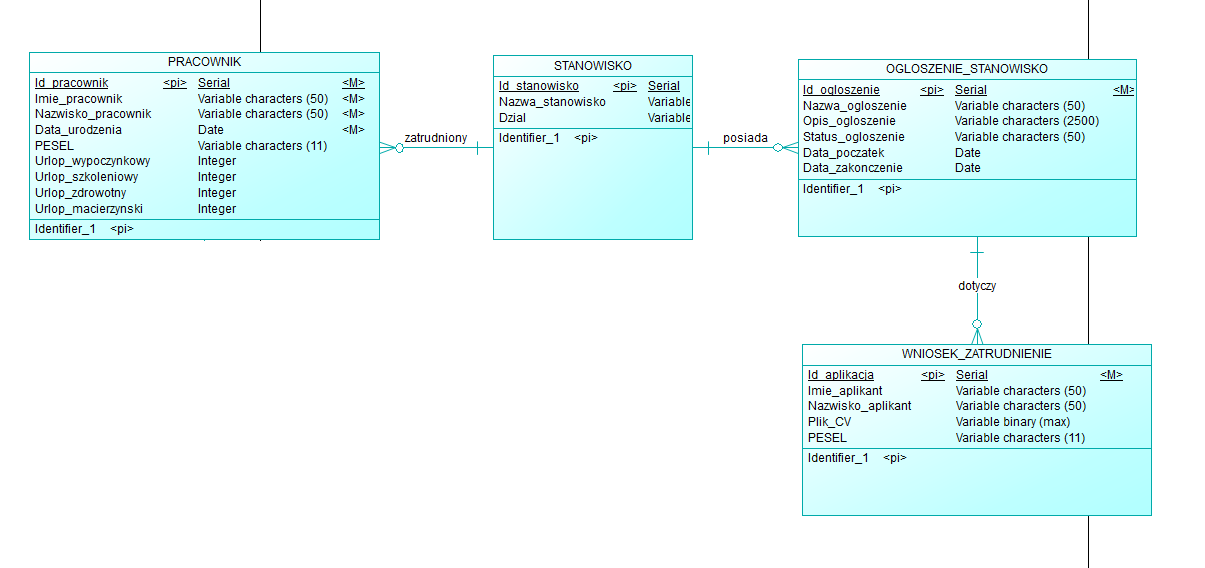 PRACOWNIK
Id_pracownik <pi> Serial <M>
Imie_pracownik Variable characters (50) <M>
Nazwisko_pracownik Variable characters (50) <M>
Data_urodzenia Date <M>
PESEL Variable characters (11)
Urlop_wypoczynkowy Integer
Urlop_szkoleniowy Integer
Urlop_zdrowotny Integer
Urlop_macierzynski Integer
Identifier_1 <pi>
zatrudniony
STANOWISKO
Id_stanowisko <pi> Serial
Nazwa_stanowisko Variable
Dzial Variable
Identifier_1 <pi>
posiada
OGLOSZENIE_STANOWISKO
Id_ogloszenie <pi> Serial <M>
Nazwa_ogloszenie Variable characters (50)
Opis_ogloszenie Variable characters (2500)
Status_ogloszenie Variable characters (50)
Data_poczatek Date
Data_zakonczenie Date
Identifier_1 <pi>
dotyczy
WNIOSEK_ZATRUDNIENIE
Id_aplikacja <pi> Serial <M>
Imie_aplikant Variable characters (50)
Nazwisko_aplikant Variable characters (50)
Plik_CV Variable binary (max)
PESEL Variable characters (11)
Identifier_1 <pi>